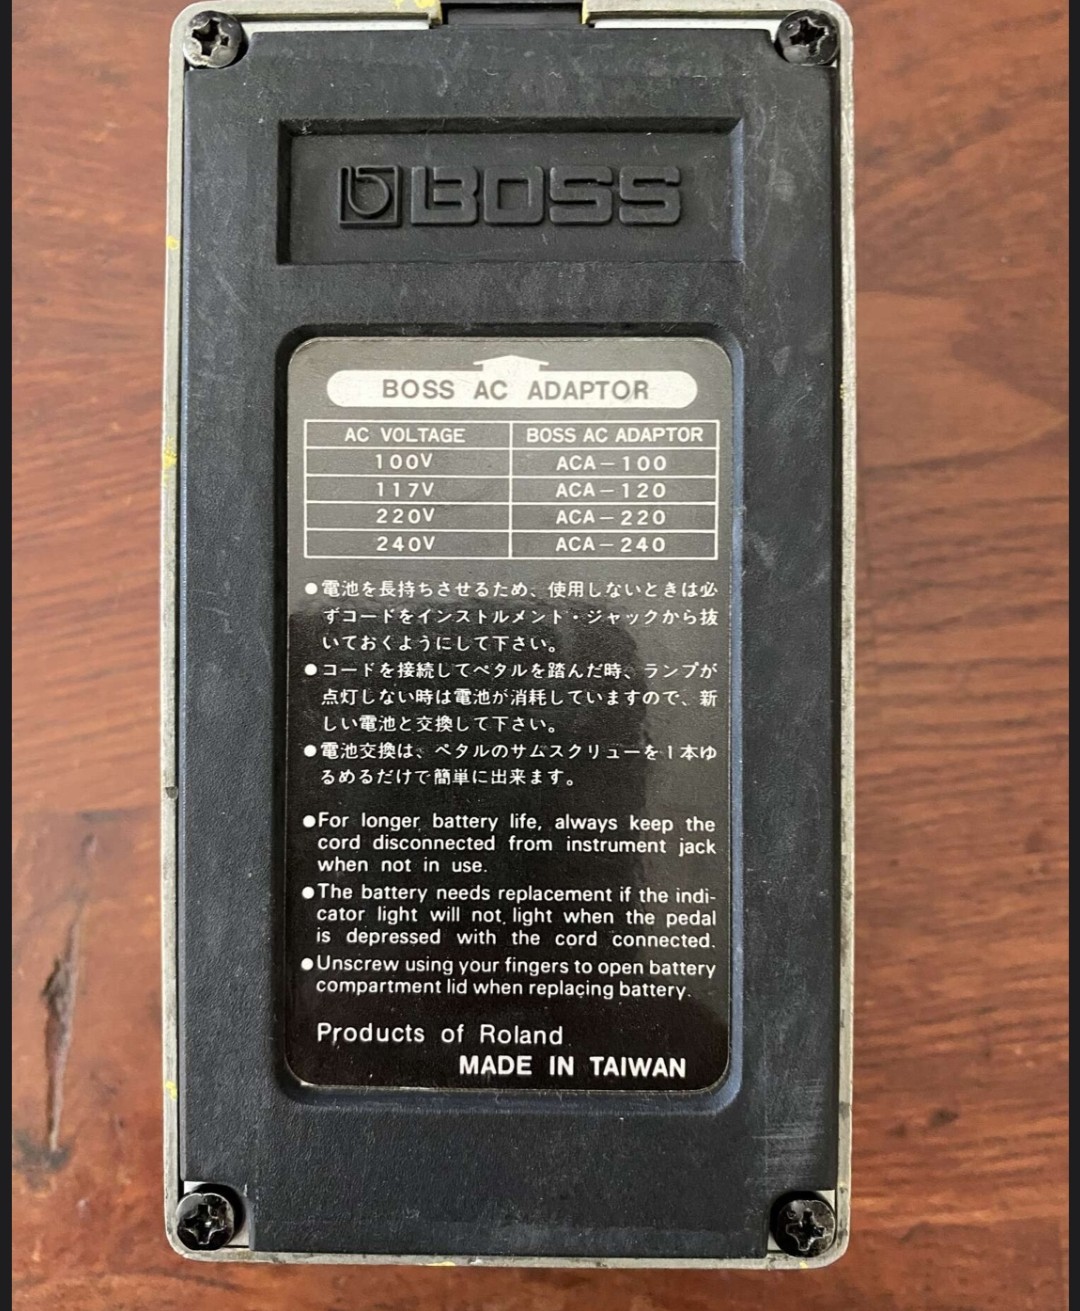 BOSS
BOSS AC ADAPTOR
AC VOLTAGE BOSS AC ADAPTOR
100V ACA-100
117V ACA-120
220V ACA-220
240V ACA-240
●電池を長持ちさせるため、使用しないときは必
ずコードをインストルメント・ジャックから抜
いておくようにして下さい。
●コードを接続してペタルを踏んだ時、ランプが
点灯しない時は電池が消耗していますので、新
しい電池と交換して下さい。
●電池交換は、ペタルのサムスクリューを1本ゆ
るめるだけで簡単に出来ます。
●For longer battery life, always keep the
cord disconnected from instrument jack
when not in use.
●The battery needs replacement if the indi-
cator light will not light when the pedal
is depressed with the cord connected.
●Unscrew using your fingers to open battery
compartment lid when replacing battery.
Products of Roland
MADE IN TAIWAN